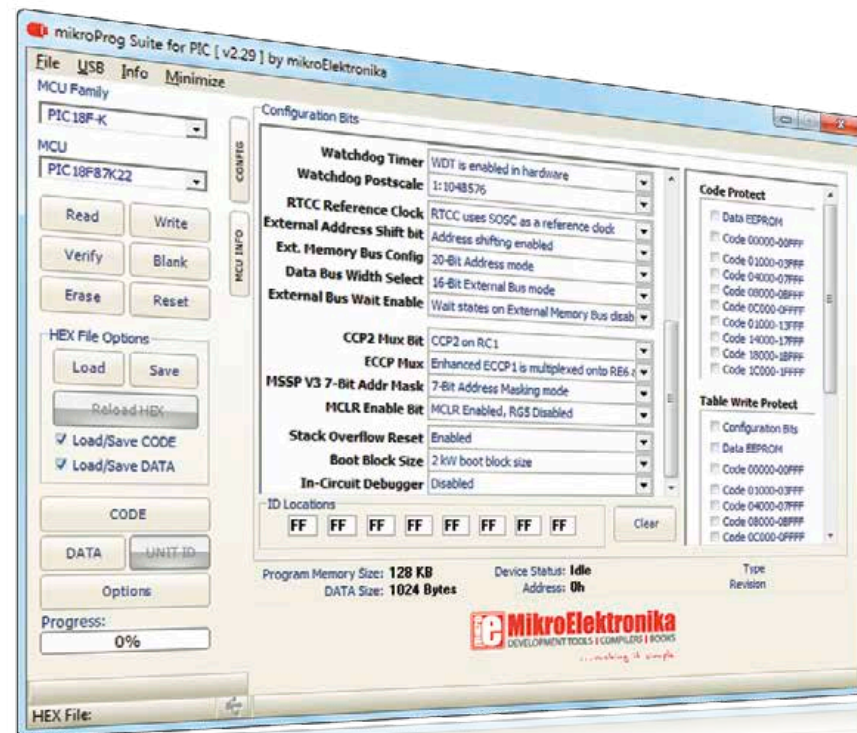 mikroProg Suite for PIC [ v2.29 ] by mikroElektronika
File USB Info Minimize
MCU Family
PIC18F-K
MCU
PIC18F87K22
Read Write
Verify Blank
Erase Reset
HEX File Options
Load Save
Reload HEX
Load/Save CODE
Load/Save DATA
CODE
DATA UNIT ID
Options
Progress:
0%
HEX File:
CONFIG
MCU INFO
Configuration Bits
Watchdog Timer WDT is enabled in hardware
Watchdog Postscale 1:1048576
RTCC Reference Clock RTCC uses SOSC as a reference clock
External Address Shift bit Address shifting enabled
Ext. Memory Bus Config 20-Bit Address mode
Data Bus Width Select 16-Bit External Bus mode
External Bus Wait Enable Wait states on External Memory Bus disab
CCP2 Mux Bit CCP2 on RC1
ECCP Mux Enhanced ECCP1 is multiplexed onto RE6 a
MSSP V3 7-Bit Addr Mask 7-Bit Address Masking mode
MCLR Enable Bit MCLR Enabled, RG5 Disabled
Stack Overflow Reset Enabled
Boot Block Size 2 kW boot block size
In-Circuit Debugger Disabled
ID Locations
FF FF FF FF FF FF FF FF Clear
Code Protect
Data EEPROM
Code 00000-00FFF
Code 01000-03FFF
Code 04000-07FFF
Code 08000-0BFFF
Code 0C000-0FFFF
Code 01000-13FFF
Code 14000-17FFF
Code 18000-1BFFF
Code 1C000-1FFFF
Table Write Protect
Configuration Bits
Data EEPROM
Code 00000-00FFF
Code 01000-03FFF
Code 04000-07FFF
Code 08000-0BFFF
Code 0C000-0FFFF
Program Memory Size: 128 KB Device Status: Idle Type
DATA Size: 1024 Bytes Address: 0h Revision
MikroElektronika
DEVELOPMENT TOOLS | COMPILERS | BOOKS
...making it simple